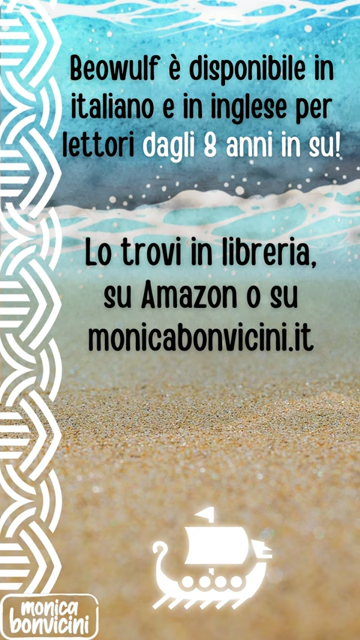 Beowulf è disponibile in
italiano e in inglese per
lettori dagli 8 anni in su!
Lo trovi in libreria,
su Amazon o su
monicabonvicini.it
monica
bonvicini